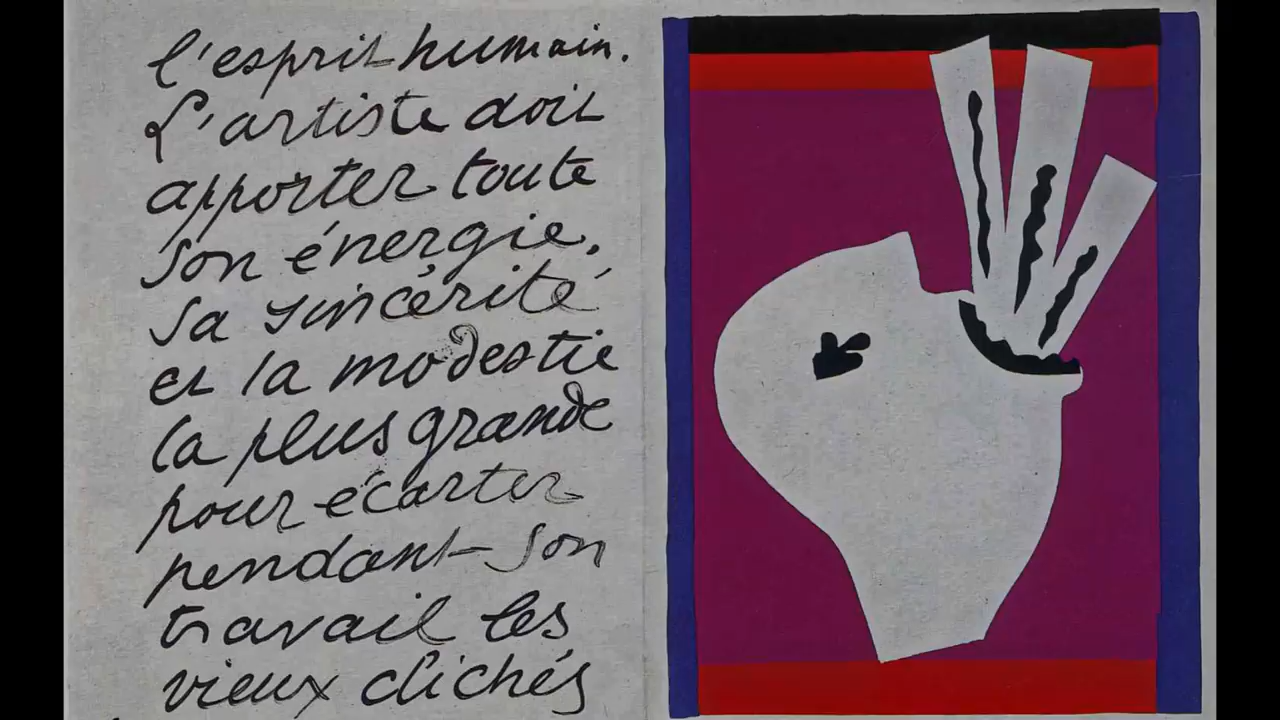 l'esprit humain.
L'artiste doit
apporter toute
son énergie,
sa sincérité
et la modestie
la plus grande
pour écarter
pendant son
travail les
vieux clichés